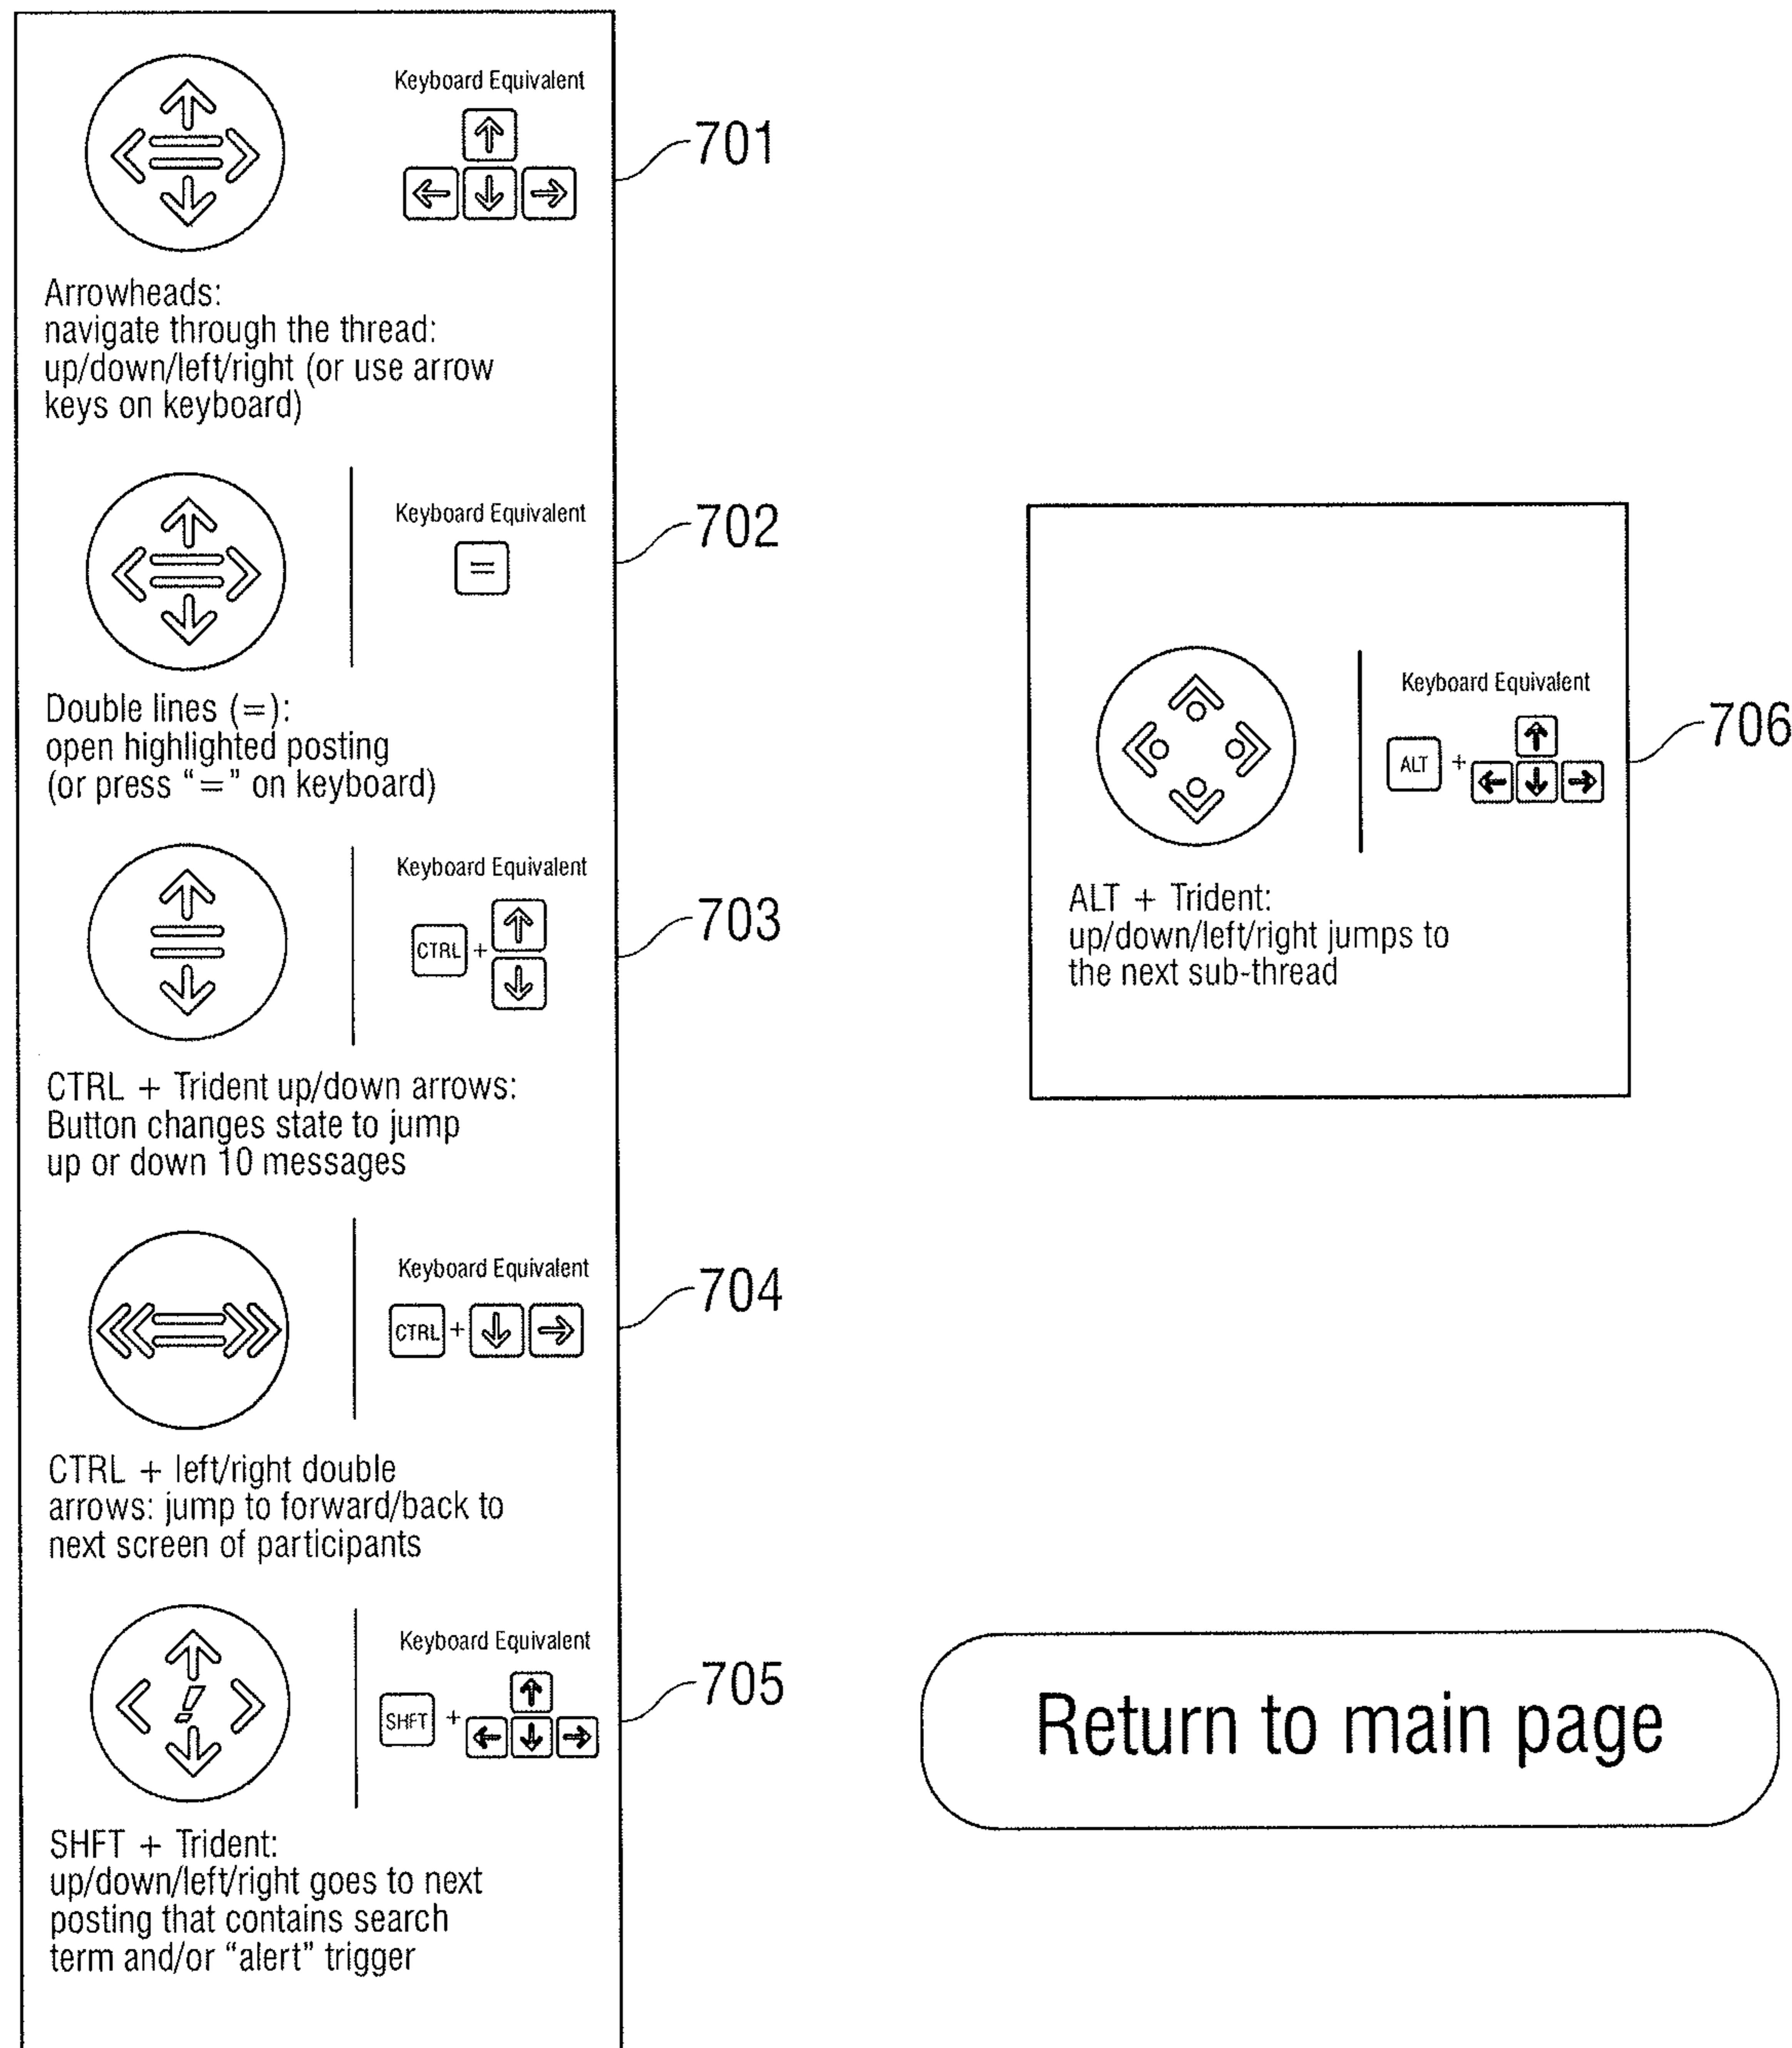 Keyboard Equivalent
701
Arrowheads:
navigate through the thread:
up/down/left/right (or use arrow
keys on keyboard)
Keyboard Equivalent
=
702
Double lines (=):
open highlighted posting
(or press “=” on keyboard)
Keyboard Equivalent
CTRL +
703
CTRL + Trident up/down arrows:
Button changes state to jump
up or down 10 messages
Keyboard Equivalent
CTRL +
704
CTRL + left/right double
arrows: jump to forward/back to
next screen of participants
!
Keyboard Equivalent
SHFT +
705
SHFT + Trident:
up/down/left/right goes to next
posting that contains search
term and/or “alert” trigger
Keyboard Equivalent
ALT +
706
ALT + Trident:
up/down/left/right jumps to
the next sub-thread
Return to main page